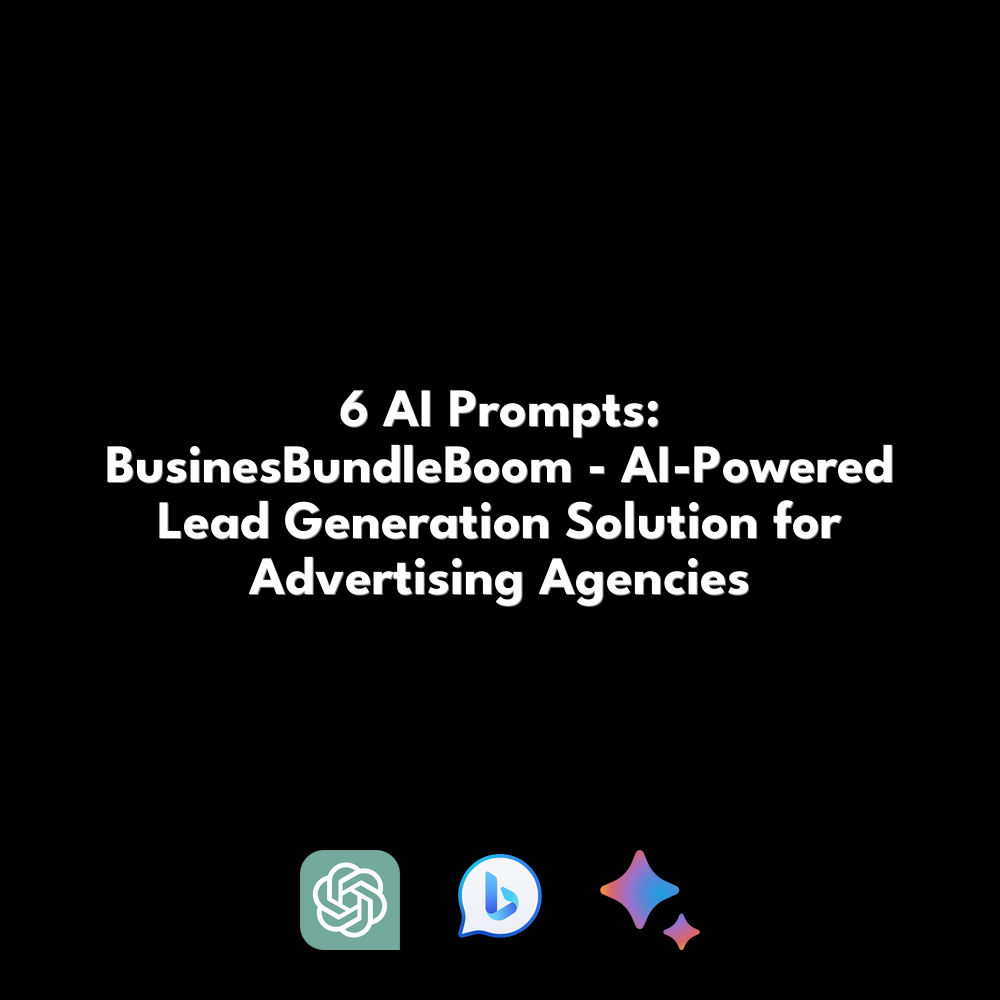 6 AI Prompts:
BusinesBundleBoom - AI-Powered
Lead Generation Solution for
Advertising Agencies